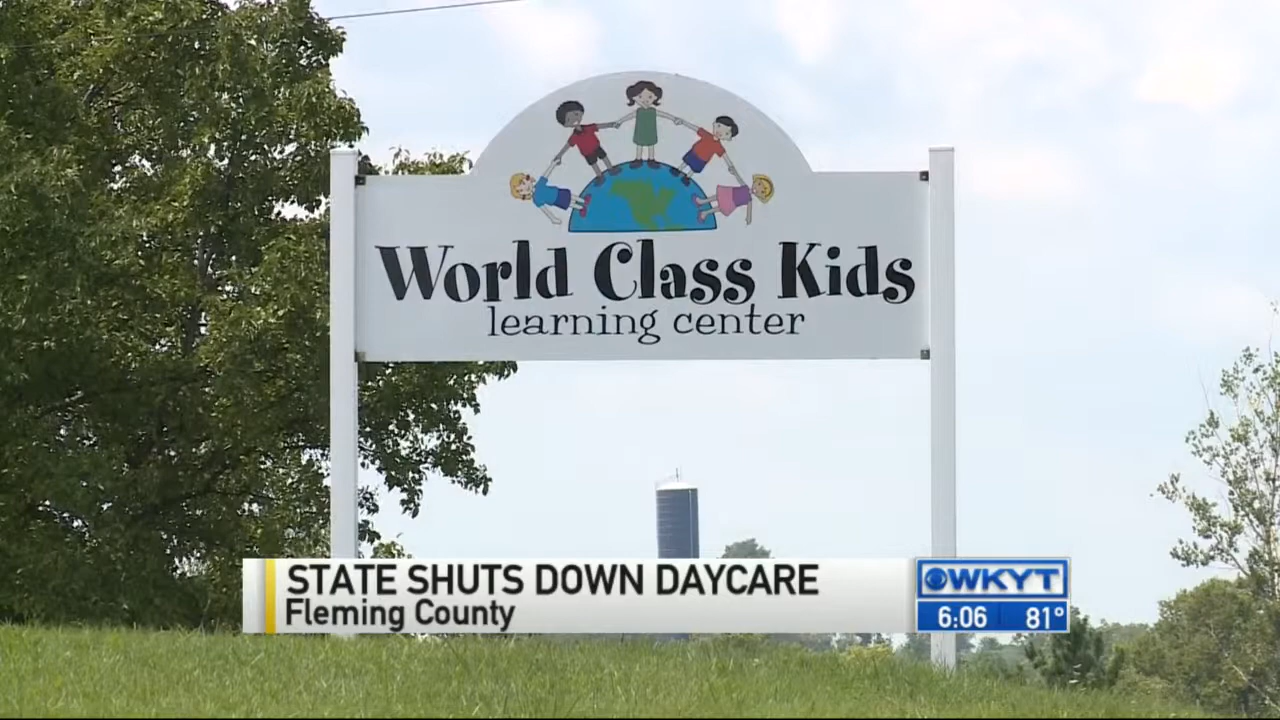 World Class Kids
learning center
STATE SHUTS DOWN DAYCARE
Fleming County
WKYT
6:06 81°